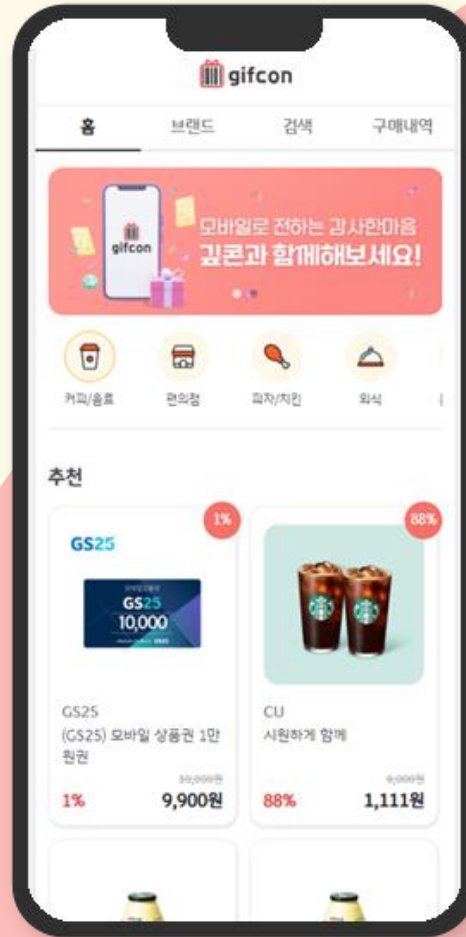 gifcon
홈 브랜드 검색 구매내역
gifcon
모바일로 전하는 감사한마음
깊콘과 함께해보세요!
커피/음료 편의점 피자/치킨 외식
추천
1%
88%
GS25
GS25
10,000
GS25
(GS25) 모바일 상품권 1만
원권
10,000원
1% 9,900원
CU
시원하게 함께
9,000원
88% 1,111원